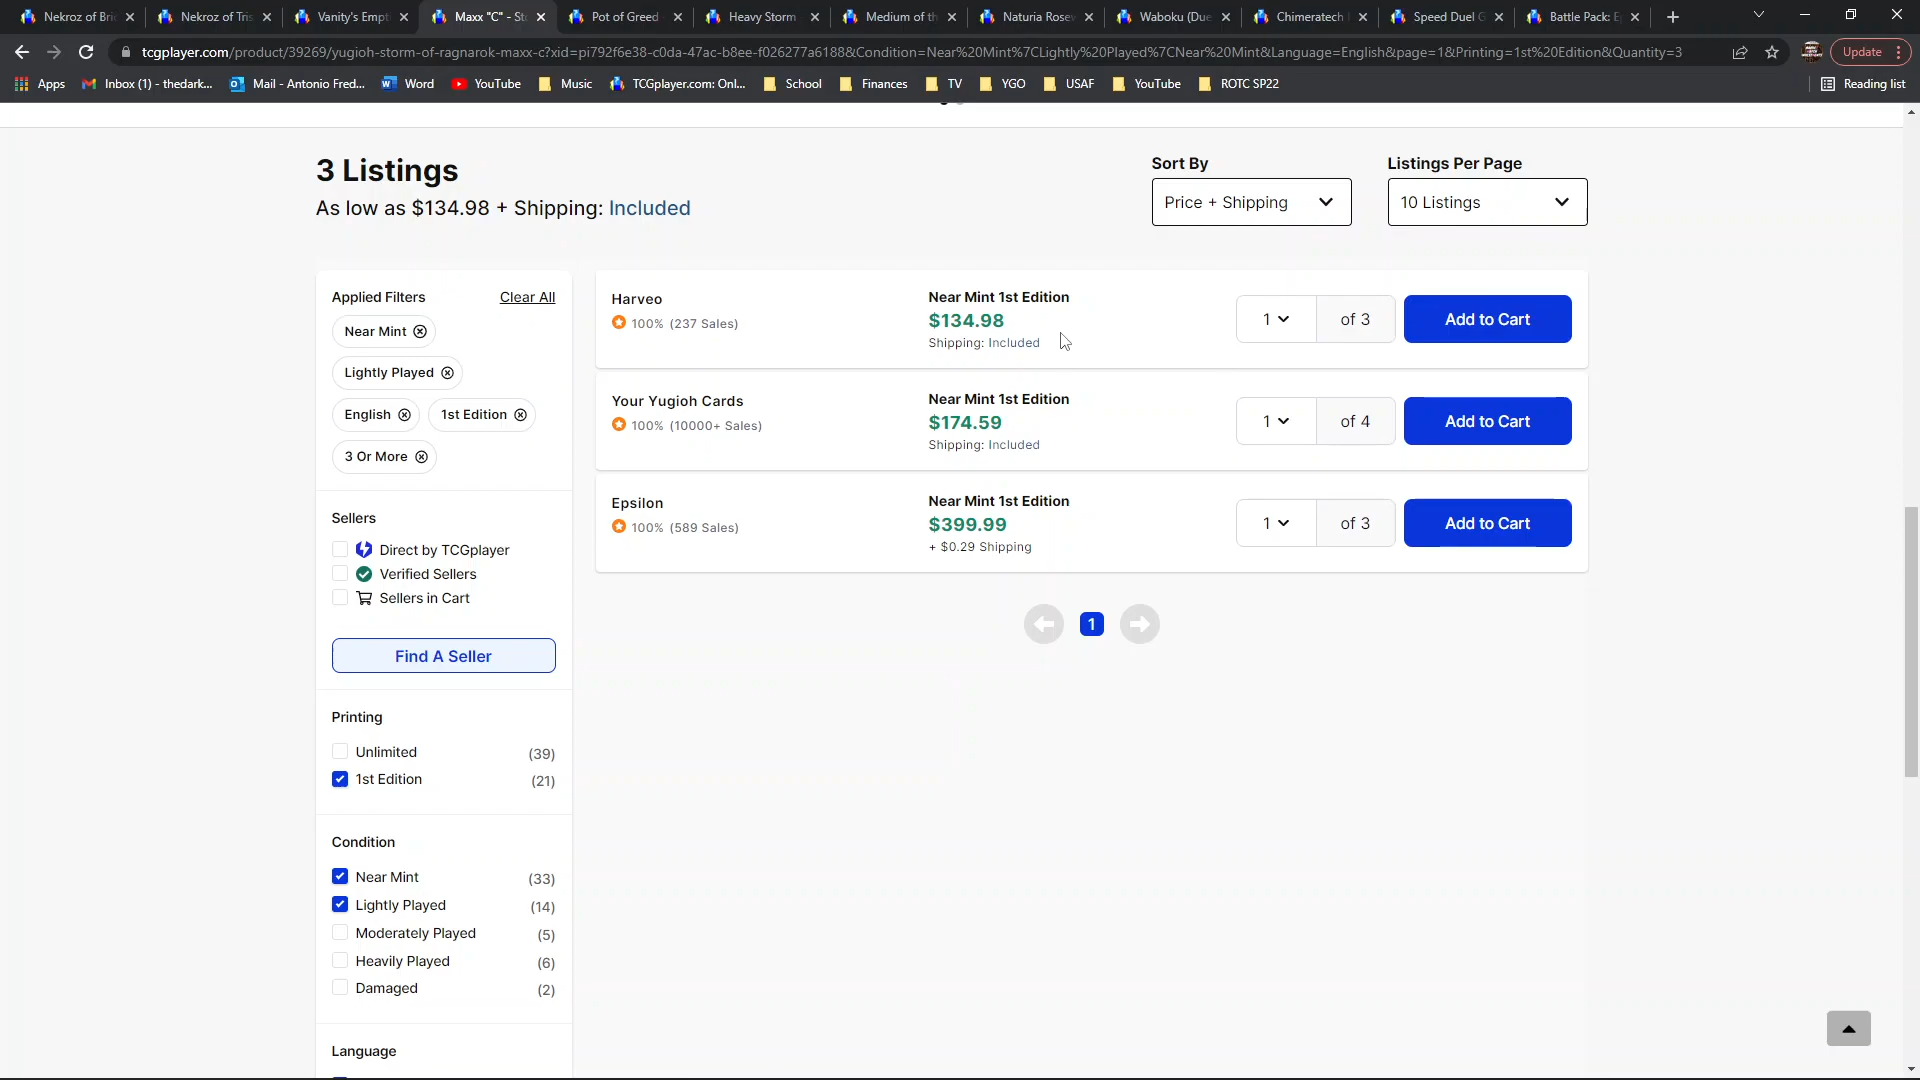 Nekroz of Bri
Nekroz of Tris
Vanity's Empt
Maxx "C" - St
Pot of Greed
Heavy Storm
Medium of th
Naturia Rosew
Waboku (Due
Chimeratech
Speed Duel G
Battle Pack: E
tcgplayer.com/product/39269/yugioh-storm-of-ragnarok-maxx-c?xid=pi792f6e38-c0da-47ac-b8ee-f026277a6188&Condition=Near%20Mint%7CLightly%20Played%7CNear%20Mint&Language=English&page=1&Printing=1st%20Edition&Quantity=3
Update
Apps
Inbox (1) - thedark...
Mail - Antonio Fred...
Word
YouTube
Music
TCGplayer.com: Onl...
School
Finances
TV
YGO
USAF
YouTube
ROTC SP22
Reading list
3 Listings
As low as $134.98 + Shipping: Included
Sort By
Price + Shipping
Listings Per Page
10 Listings
Applied Filters
Clear All
Near Mint
Lightly Played
English
1st Edition
3 Or More
Sellers
Direct by TCGplayer
Verified Sellers
Sellers in Cart
Find A Seller
Printing
Unlimited (39)
1st Edition (21)
Condition
Near Mint (33)
Lightly Played (14)
Moderately Played (5)
Heavily Played (6)
Damaged (2)
Language
Harveo
100% (237 Sales)
Near Mint 1st Edition
$134.98
Shipping: Included
1 of 3
Add to Cart
Your Yugioh Cards
100% (10000+ Sales)
Near Mint 1st Edition
$174.59
Shipping: Included
1 of 4
Add to Cart
Epsilon
100% (589 Sales)
Near Mint 1st Edition
$399.99
+ $0.29 Shipping
1 of 3
Add to Cart
1